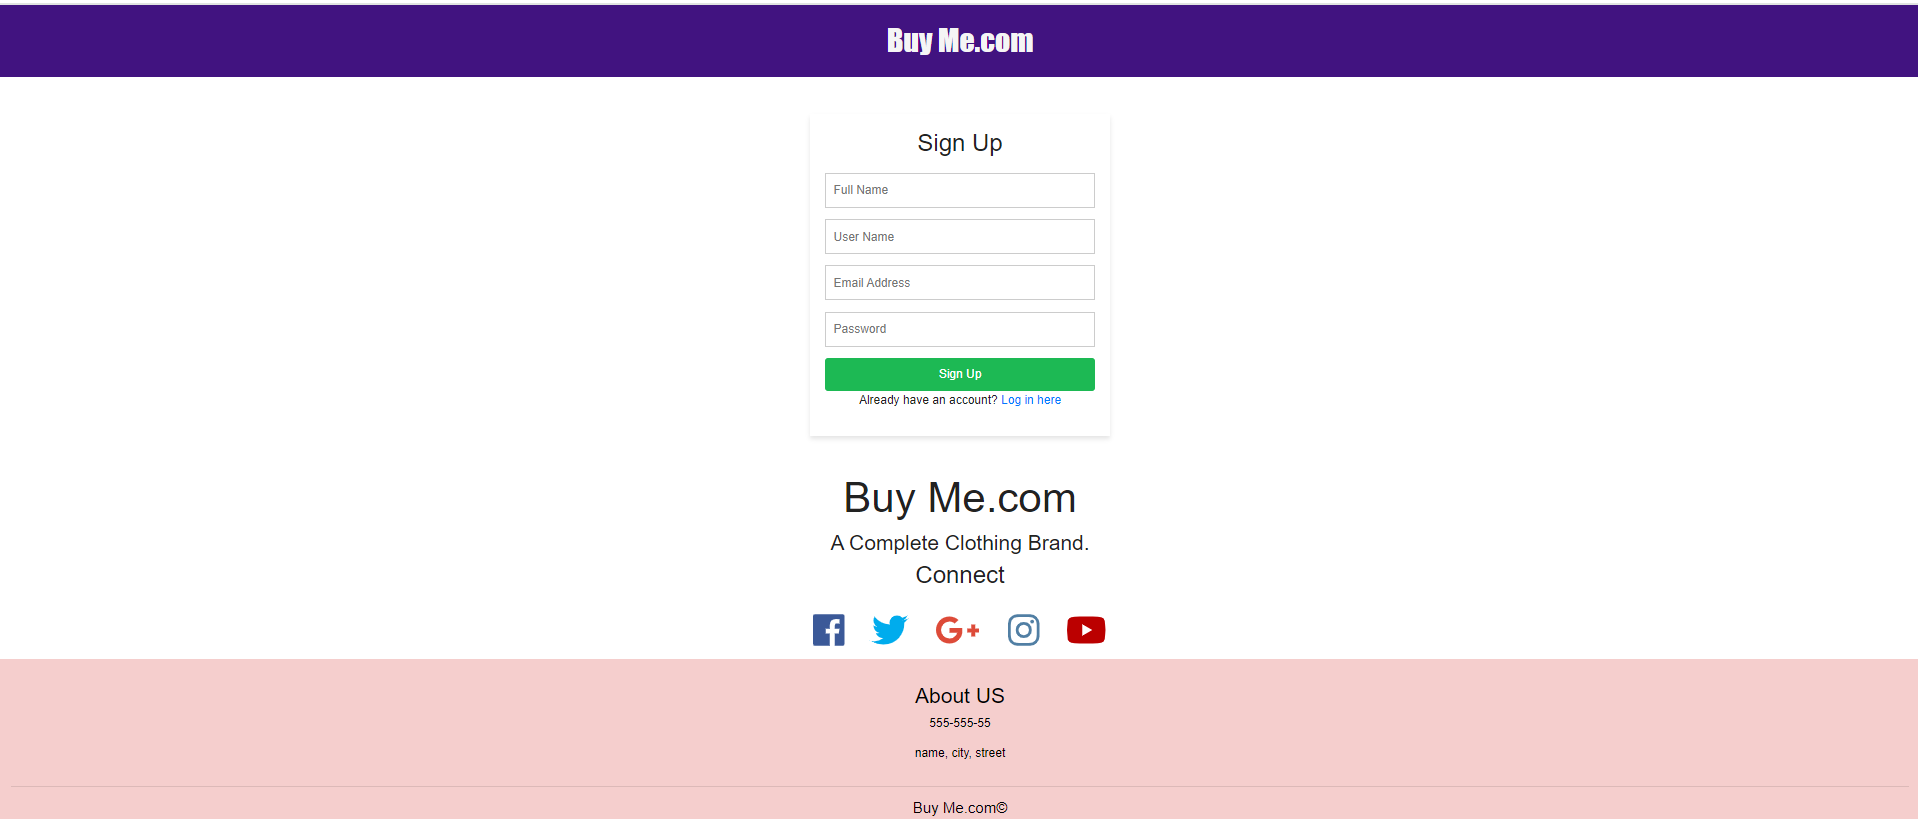 Buy Me.com
Sign Up
Full Name
User Name
Email Address
Password
Sign Up
Already have an account? Log in here
Buy Me.com
A Complete Clothing Brand.
Connect
About US
555-555-55
name, city, street
Buy Me.com©